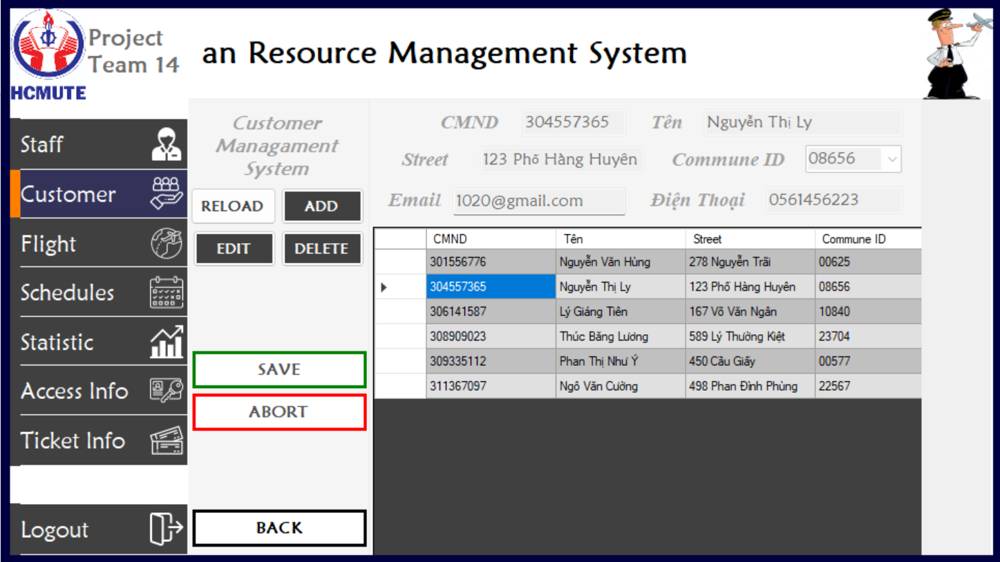 Project
Team 14
HCMUTE
an Resource Management System
Staff
Customer
Flight
Schedules
Statistic
Access Info
Ticket Info
Logout
Customer
Managament
System
RELOAD ADD
EDIT DELETE
SAVE
ABORT
BACK
CMND 304557365 Tên Nguyễn Thị Ly
Street 123 Phố Hàng Huyên Commune ID 08656
Email 1020@gmail.com Điện Thoại 0561456223
CMND Tên Street Commune ID
301556776 Nguyễn Văn Hùng 278 Nguyễn Trãi 00625
304557365 Nguyễn Thị Ly 123 Phố Hàng Huyên 08656
306141587 Lý Giáng Tiên 167 Võ Văn Ngân 10840
308909023 Thúc Băng Lương 589 Lý Thường Kiệt 23704
309335112 Phan Thị Như Ý 450 Cầu Giấy 00577
311367097 Ngô Văn Cường 498 Phan Đình Phùng 22567